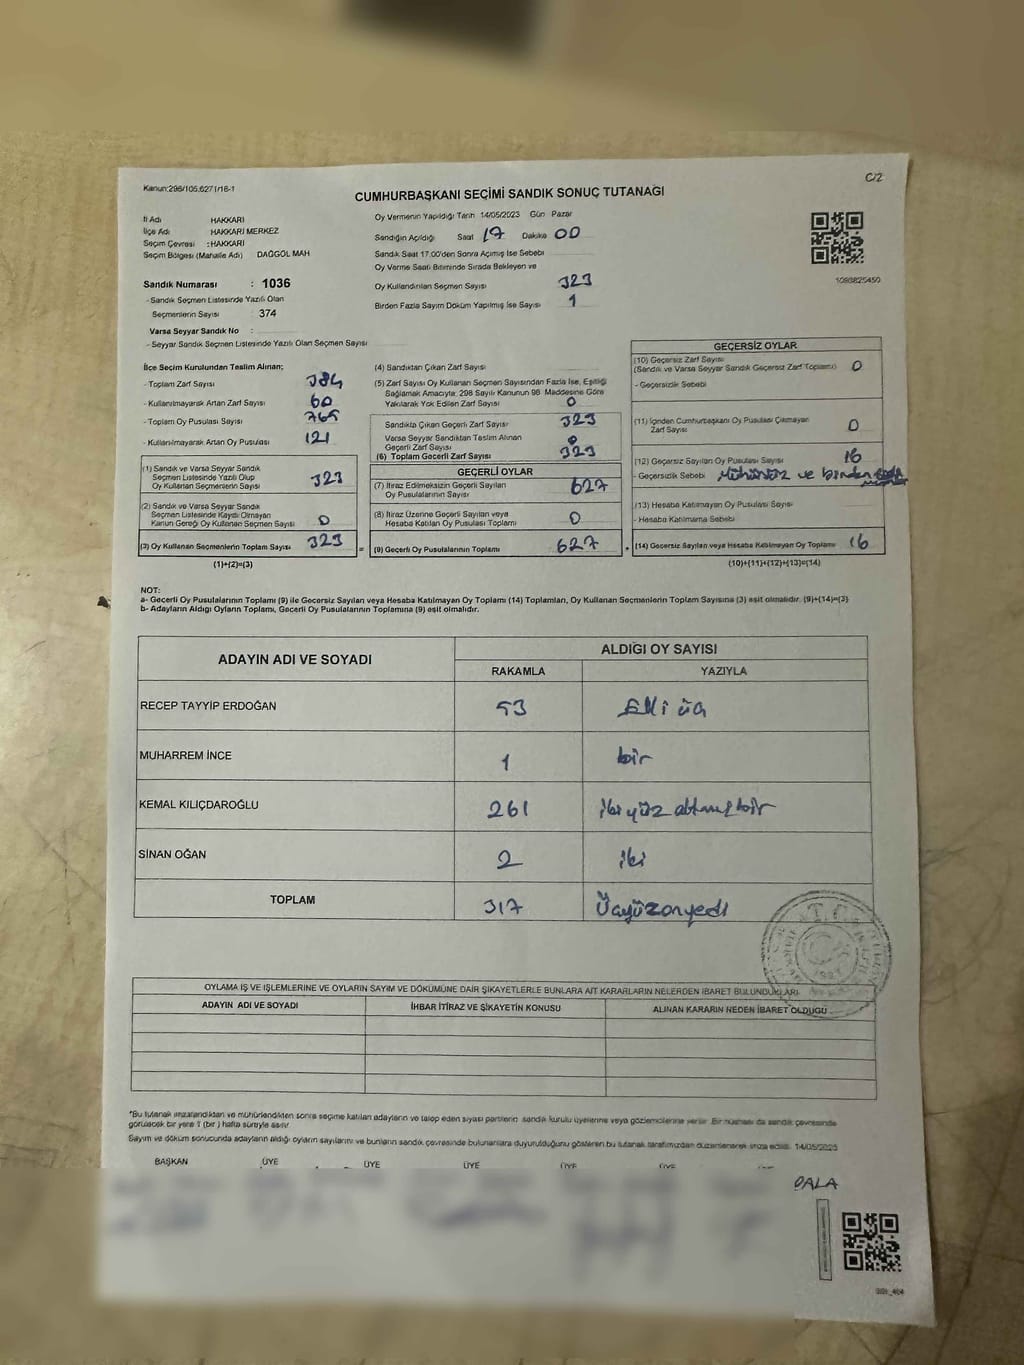 Kanun:298/105.6271/16-1
C/2
CUMHURBAŞKANI SEÇİMİ SANDIK SONUÇ TUTANAĞI
İl Adı HAKKARİ
İlçe Adı HAKKARİ MERKEZ
Seçim Çevresi :HAKKARİ
Seçim Bölgesi (Mahalle Adı) DAĞGÖL MAH
Sandık Numarası : 1036
- Sandık Seçmen Listesinde Yazılı Olan
Seçmenlerin Sayısı : 374
Varsa Seyyar Sandık No :
- Seyyar Sandık Seçmen Listesinde Yazılı Olan Seçmen Sayısı
Oy Vermenin Yapıldığı Tarih 14/05/2023 Gün Pazar
Sandığın Açıldığı Saat 17 Dakika 00
Sandık Saat 17:00'den Sonra Açılmış İse Sebebi
Oy Verme Saati Bitiminde Sırada Bekleyen ve
Oy Kullandırılan Seçmen Sayısı 323
Birden Fazla Sayım Döküm Yapılmış İse Sayısı 1
1098825450
İlçe Seçim Kurulundan Teslim Alınan;
- Toplam Zarf Sayısı 384
- Kullanılmayarak Artan Zarf Sayısı 60
- Toplam Oy Pusulası Sayısı 765
- Kullanılmayarak Artan Oy Pusulası 121
(1) Sandık ve Varsa Seyyar Sandık
Seçmen Listesinde Yazılı Olup
Oy Kullanan Seçmenlerin Sayısı 323
(2) Sandık ve Varsa Seyyar Sandık
Seçmen Listesinde Kaydı Olmayan
Kanun Gereği Oy Kullanan Seçmen Sayısı 0
(3) Oy Kullanan Seçmenlerin Toplam Sayısı 323
(1)+(2)=(3)
(4) Sandıktan Çıkan Zarf Sayısı
(5) Zarf Sayısı Oy Kullanan Seçmen Sayısından Fazla İse, Eşitliği
Sağlamak Amacıyla; 298 Sayılı Kanunun 98. Maddesine Göre
Yakılarak Yok Edilen Zarf Sayısı 0
Sandıkta Çıkan Geçerli Zarf Sayısı 323
Varsa Seyyar Sandıktan Teslim Alınan
Geçerli Zarf Sayısı 0
(6) Toplam Geçerli Zarf Sayısı 323
GEÇERLİ OYLAR
(7) İtiraz Edilmeksizin Geçerli Sayılan
Oy Pusulalarının Sayısı 627
(8) İtiraz Üzerine Geçerli Sayılan veya
Hesaba Katılan Oy Pusulası Toplamı 0
= (9) Geçerli Oy Pusulalarının Toplamı 627
GEÇERSİZ OYLAR
(10) Geçersiz Zarf Sayısı
(Sandık ve Varsa Seyyar Sandık Geçersiz Zarf Toplamı) 0
- Geçersizlik Sebebi
(11) İçinden Cumhurbaşkanı Oy Pusulası Çıkmayan
Zarf Sayısı 0
(12) Geçersiz Sayılan Oy Pusulası Sayısı 16
- Geçersizlik Sebebi Mühürsüz ve birden
(13) Hesaba Katılmayan Oy Pusulası Sayısı
- Hesaba Katılmama Sebebi
+ (14) Geçersiz Sayılan veya Hesaba Katılmayan Oy Toplamı 16
(10)+(11)+(12)+(13)=(14)
NOT:
a- Geçerli Oy Pusulalarının Toplamı (9) ile Geçersiz Sayılan veya Hesaba Katılmayan Oy Toplamı (14) Toplamları, Oy Kullanan Seçmenlerin Toplam Sayısına (3) eşit olmalıdır. (9)+(14)=(3)
b- Adayların Aldığı Oyların Toplamı, Geçerli Oy Pusulalarının Toplamına (9) eşit olmalıdır.
ADAYIN ADI VE SOYADI ALDIĞI OY SAYISI
RAKAMLA YAZIYLA
RECEP TAYYİP ERDOĞAN 53 Elli üç
MUHARREM İNCE 1 bir
KEMAL KILIÇDAROĞLU 261 ikiyüz altmışbir
SİNAN OĞAN 2 iki
TOPLAM 317 Üçyüzonyedi
T.C.
OYLAMA İŞ VE İŞLEMLERİNE VE OYLARIN SAYIM VE DÖKÜMÜNE DAİR ŞİKAYETLERLE BUNLARA AİT KARARLARIN NELERDEN İBARET BULUNDUKLARI
ADAYIN ADI VE SOYADI İHBAR İTİRAZ VE ŞİKAYETİN KONUSU ALINAN KARARIN NEDEN İBARET OLDUĞU
*Bu tutanak imzalandıktan ve mühürlendikten sonra seçime katılan adayların ve talep eden siyasi partilerin sandık kurulu üyelerine veya gözlemcilerine verilir. Bir nüshası da sandık çevresinde
görülecek bir yere 1 (bir) hafta süreyle asılır.
Sayım ve döküm sonucunda adayların aldığı oyların sayılarını ve bunların sandık çevresinde bulunanlara duyurulduğunu gösteren bu tutanak tarafımızdan düzenlenerek imza edildi. 14/05/2023
BAŞKAN ÜYE ÜYE ÜYE ÜYE ÜYE ÜYE
PALA